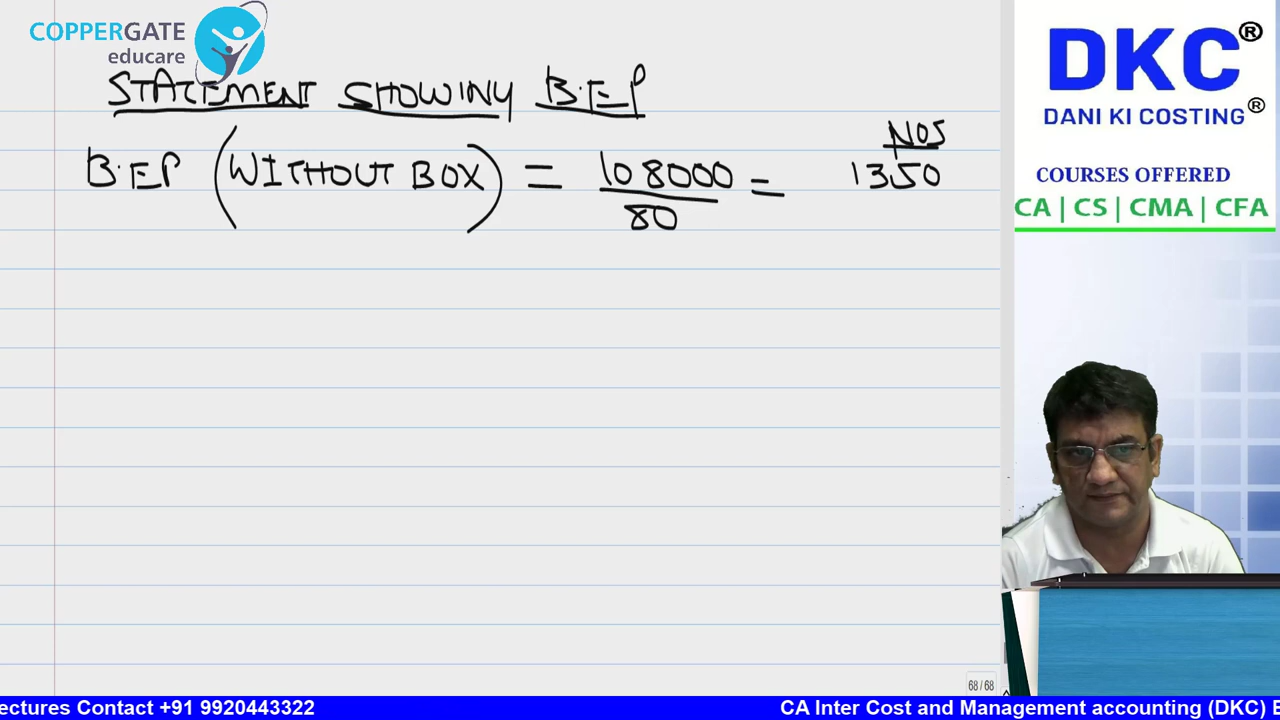 COPPERGATE
educare
STATEMENT SHOWINY B.E.P
NOS
B.E.P (WITHOUT BOX) = 108000 = 1350
80
DKC®
DANI KI COSTING®
COURSES OFFERED
CA | CS | CMA | CFA
68 / 68
ectures Contact +91 9920443322
CA Inter Cost and Management accounting (DKC) E